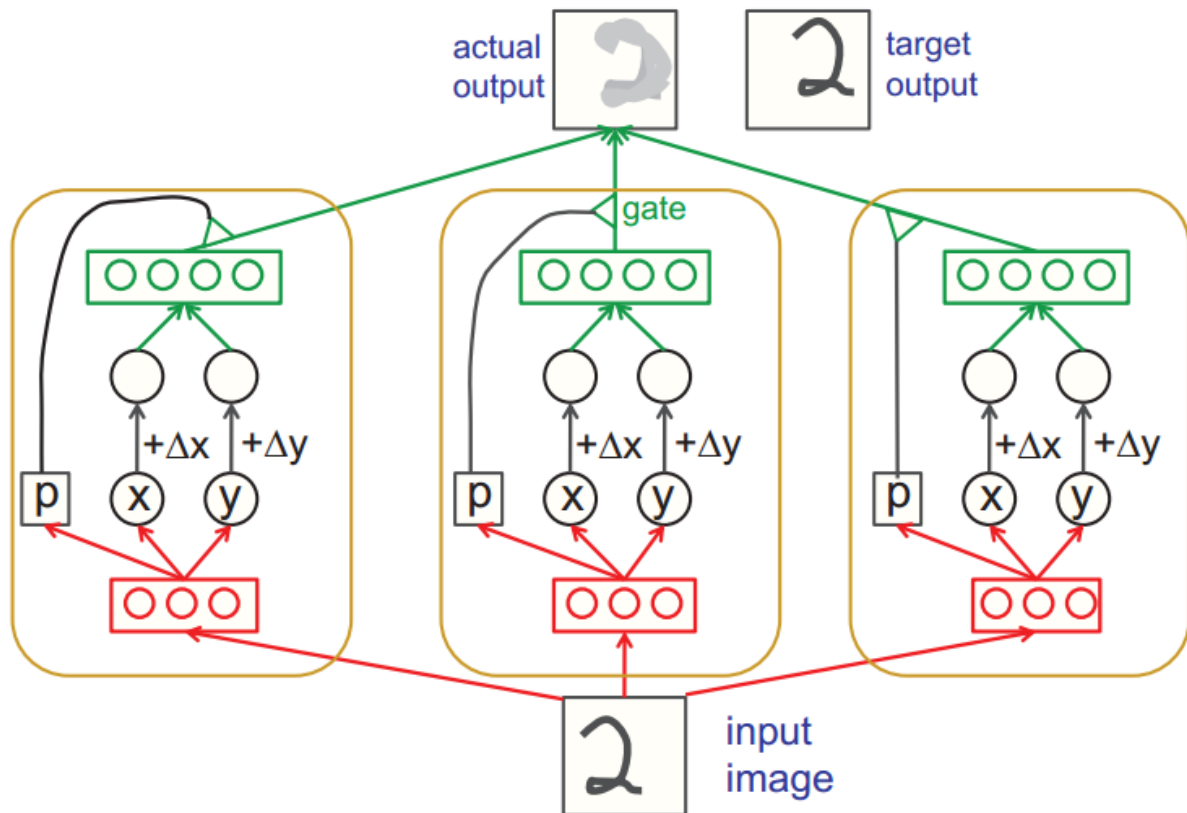 actual
output
target
output
gate
+Δx +Δy +Δx +Δy +Δx +Δy
p x y p x y p x y
input
image